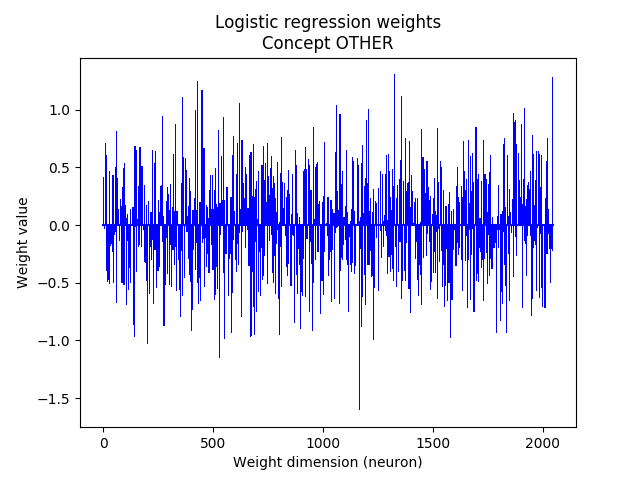 Logistic regression weights
Concept OTHER
1.0
0.5
0.0
−0.5
−1.0
−1.5
Weight value
0 500 1000 1500 2000
Weight dimension (neuron)